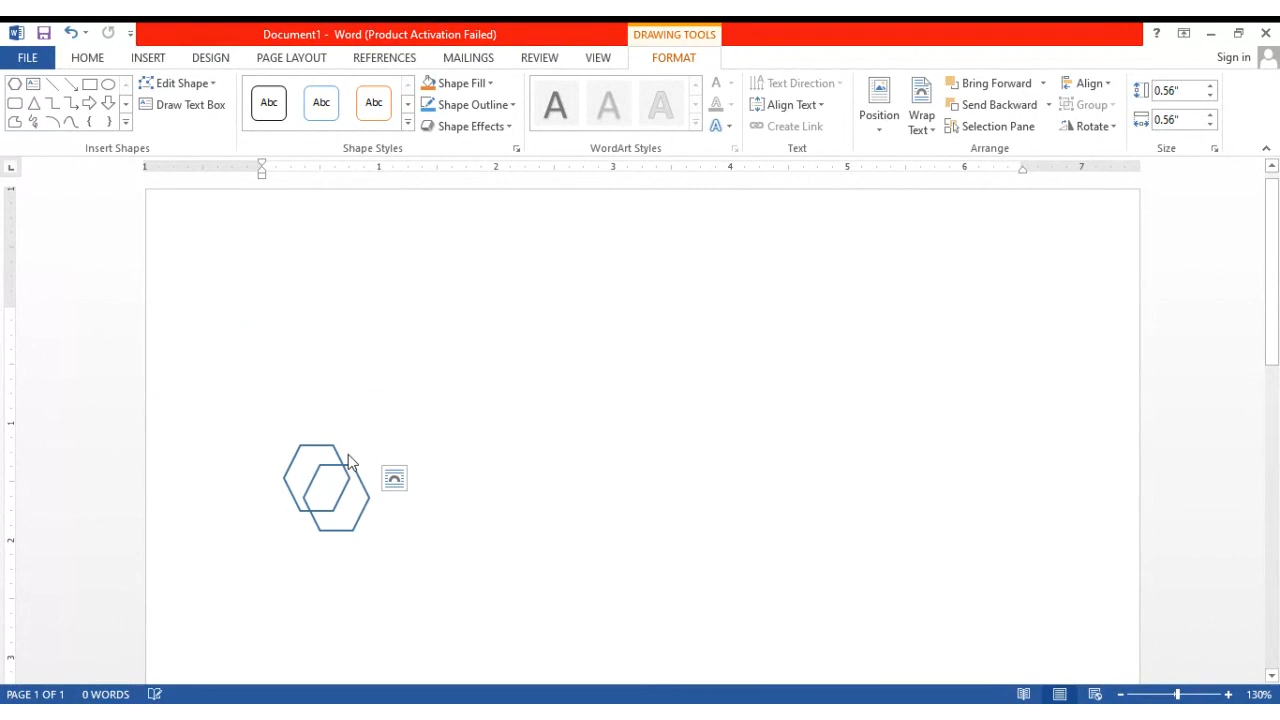 Document1 - Word (Product Activation Failed)
DRAWING TOOLS
?
FILE HOME INSERT DESIGN PAGE LAYOUT REFERENCES MAILINGS REVIEW VIEW FORMAT Sign in
Edit Shape
Draw Text Box
Insert Shapes
Abc Abc Abc
Shape Fill
Shape Outline
Shape Effects
Shape Styles
A A A
A
A
A
WordArt Styles
Text Direction
Align Text
Create Link
Text
Position
Wrap
Text
Bring Forward
Send Backward
Selection Pane
Align
Group
Rotate
Arrange
0.56"
0.56"
Size
1 1 2 3 4 5 6 7
1
1
2
3
PAGE 1 OF 1 0 WORDS 130%